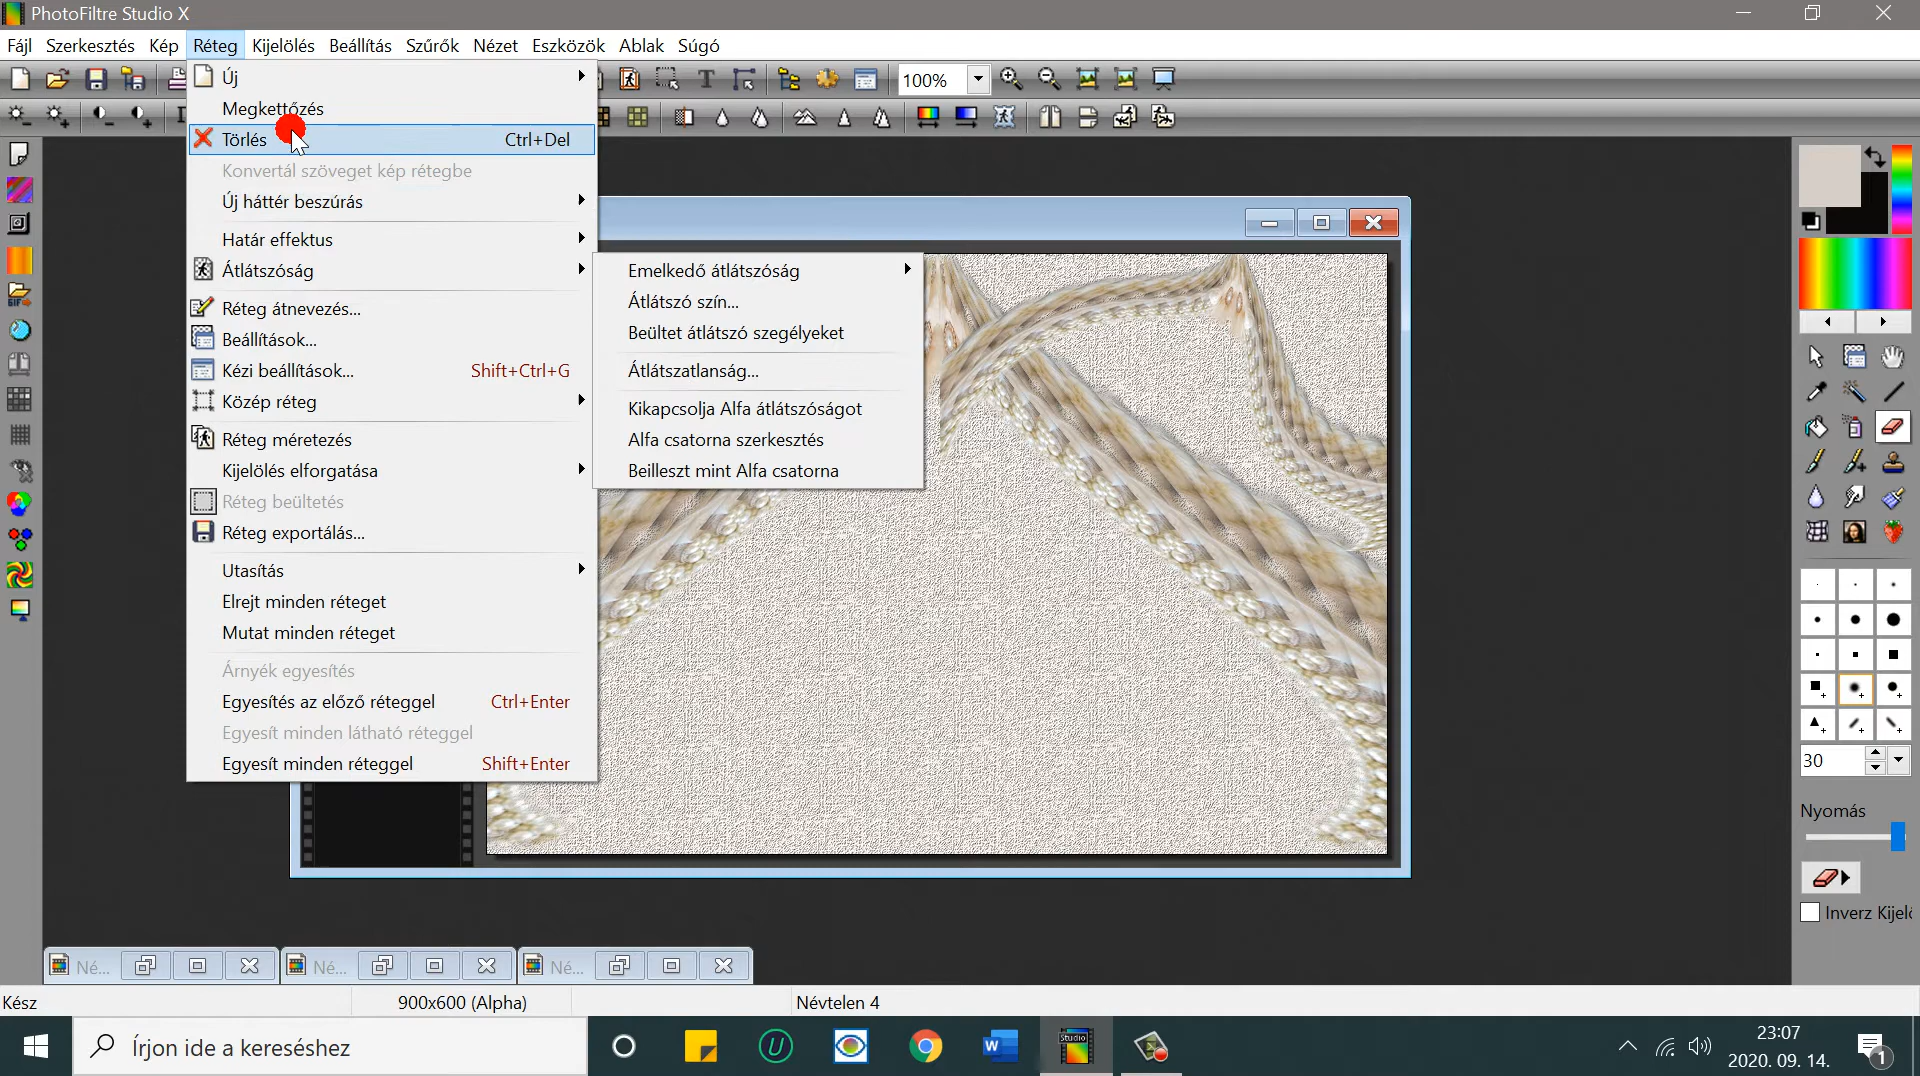 PhotoFiltre Studio X
Fájl Szerkesztés Kép Réteg Kijelölés Beállítás Szűrők Nézet Eszközök Ablak Súgó
100%
Új
Megkettőzés
Törlés Ctrl+Del
Konvertál szöveget kép rétegbe
Új háttér beszúrás
Határ effektus
Átlátszóság
Réteg átnevezés...
Beállítások...
Kézi beállítások... Shift+Ctrl+G
Közép réteg
Réteg méretezés
Kijelölés elforgatása
Réteg beültetés
Réteg exportálás...
Utasítás
Elrejt minden réteget
Mutat minden réteget
Árnyék egyesítés
Egyesítés az előző réteggel Ctrl+Enter
Egyesít minden látható réteggel
Egyesít minden réteggel Shift+Enter
Emelkedő átlátszóság
Átlátszó szín...
Beültet átlátszó szegélyeket
Átlátszatlanság...
Kikapcsolja Alfa átlátszóságot
Alfa csatorna szerkesztés
Beilleszt mint Alfa csatorna
30
Nyomás
Inverz Kijelö
Né... Né... Né...
Kész 900x600 (Alpha) Névtelen 4
Írjon ide a kereséshez
Studio
23:07
2020. 09. 14.
1